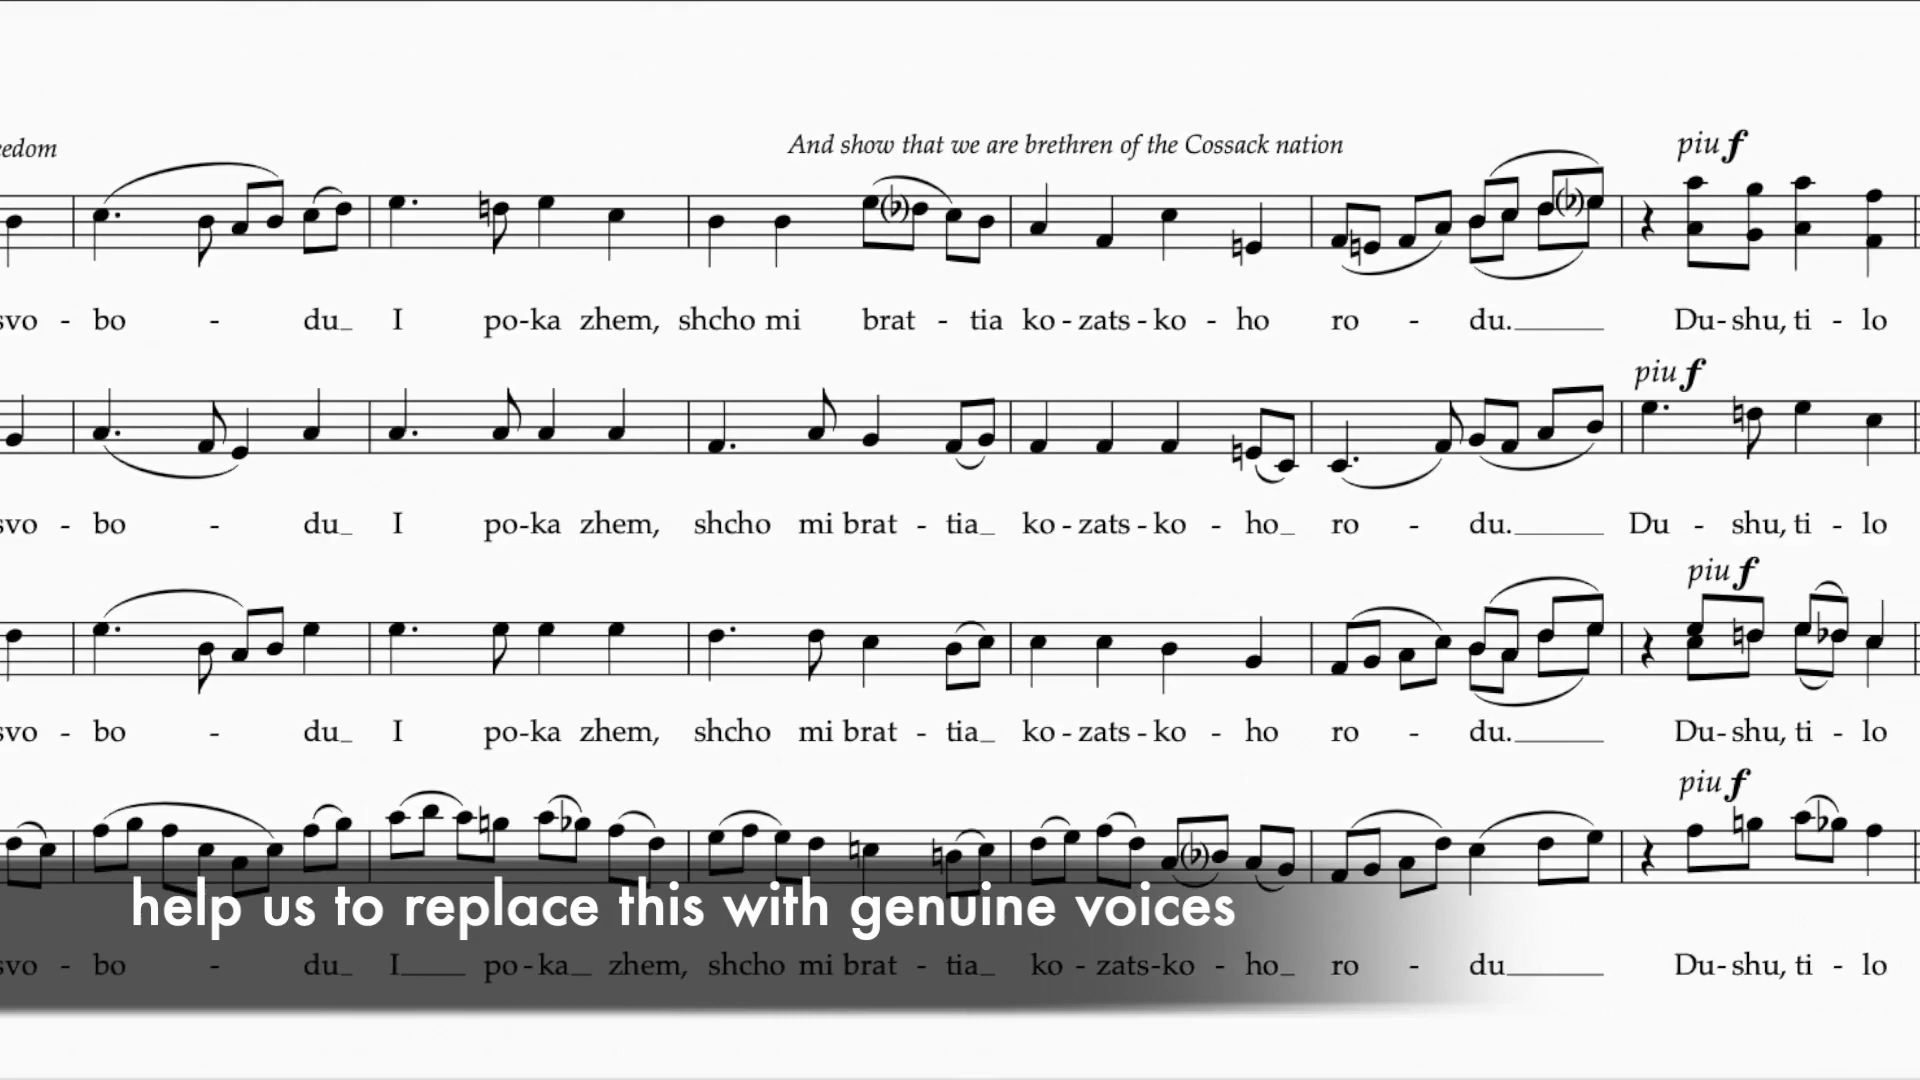 eedom
And show that we are brethren of the Cossack nation
piu f
svo - bo - du_ I po-ka zhem, shcho mi brat - tia ko-zats-ko - ho ro - du.____ Du-shu, ti - lo
piu f
svo - bo - du_ I po-ka zhem, shcho mi brat - tia_ ko-zats-ko - ho_ ro - du.____ Du - shu, ti - lo
piu f
svo - bo - du_ I po-ka zhem, shcho mi brat - tia_ ko-zats-ko - ho ro - du.____ Du-shu, ti - lo
piu f
help us to replace this with genuine voices
svo - bo - du_ I____ po-ka_ zhem, shcho mi brat - tia_ ko - zats-ko - ho_ ro - du____ Du-shu, ti - lo